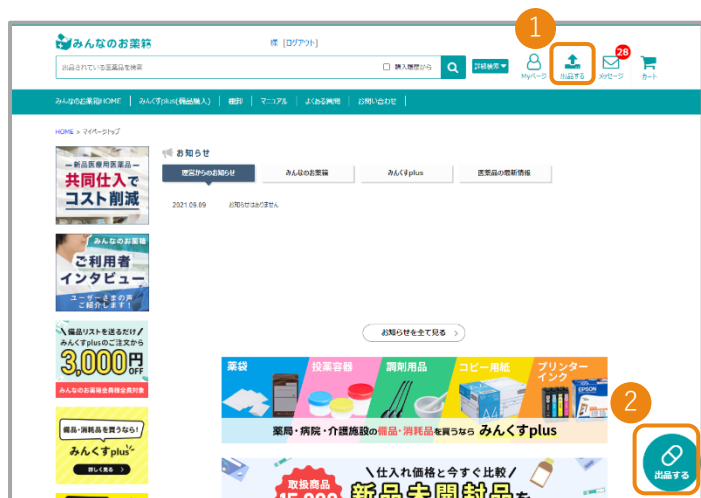 1
みんなのお薬箱
様 [ログアウト]
28
出品されている医薬品を検索
購入履歴から
詳細検索▼
Myページ
出品する
メッセージ
カート
みんなのお薬箱HOME
みんくすplus(備品購入)
マニュアル
よくある質問
お問い合わせ
HOME > マイページトップ
お知らせ
運営からのお知らせ
みんなのお薬箱
みんくすplus
医薬品の最新情報
2021.09.09 お知らせはありません
新品医療用医薬品
共同仕入で
コスト削減
みんなのお薬箱
ご利用者
インタビュー
ユーザーさまの声
ご紹介します!
お知らせを全て見る >
\備品リストを送るだけ/
みんくすplusのご注文から
3,000円OFF
みんなのお薬箱会員様全員対象
薬袋
投薬容器
調剤用品
コピー用紙
プリンター
インク
A4
EPSON
薬局・病院・介護施設の備品・消耗品を買うなら みんくすplus
備品・消耗品を買うなら!
みんくすplus
詳しく見る >
2
出品する
取扱商品
15,000
\仕入れ価格と今すぐ比較/
新品未開封品を